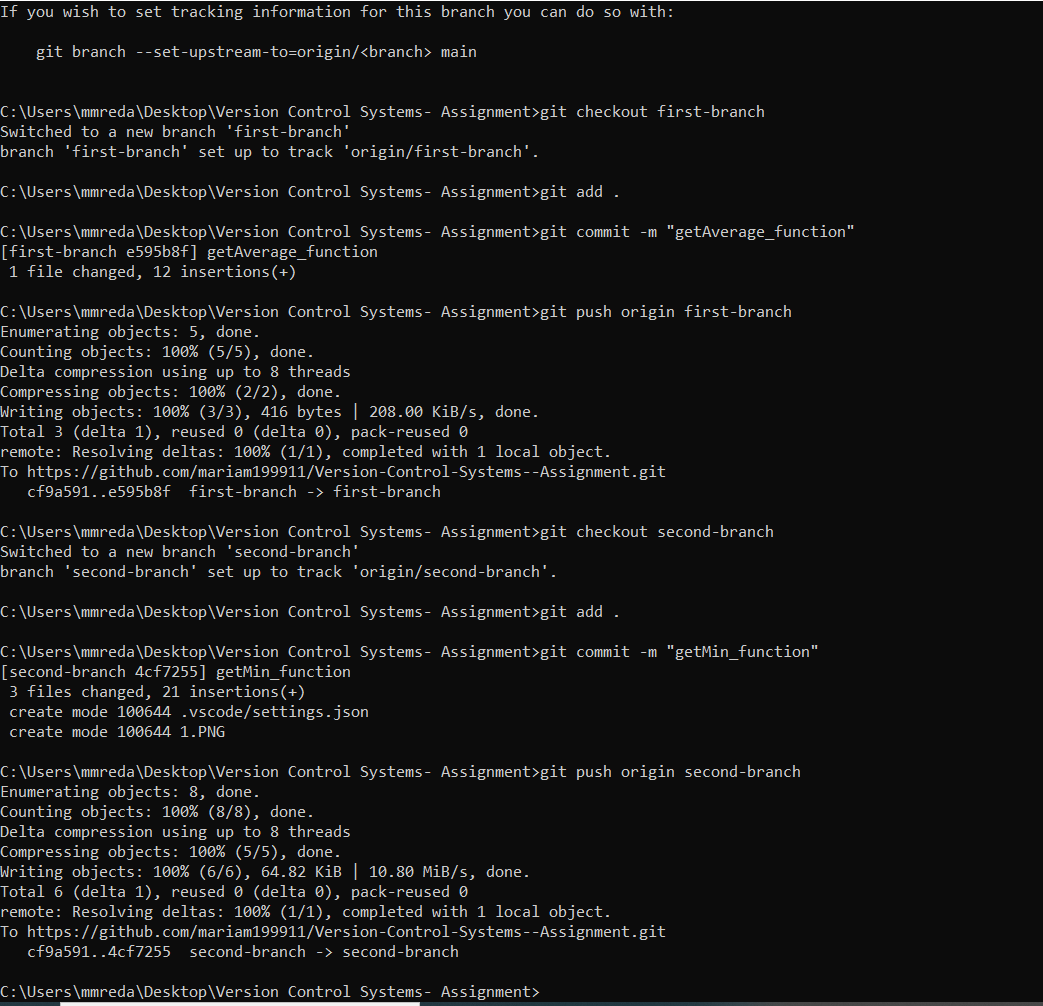 If you wish to set tracking information for this branch you can do so with:
    git branch --set-upstream-to=origin/<branch> main
C:\Users\mmreda\Desktop\Version Control Systems- Assignment>git checkout first-branch
Switched to a new branch 'first-branch'
branch 'first-branch' set up to track 'origin/first-branch'.
C:\Users\mmreda\Desktop\Version Control Systems- Assignment>git add .
C:\Users\mmreda\Desktop\Version Control Systems- Assignment>git commit -m "getAverage_function"
[first-branch e595b8f] getAverage_function
 1 file changed, 12 insertions(+)
C:\Users\mmreda\Desktop\Version Control Systems- Assignment>git push origin first-branch
Enumerating objects: 5, done.
Counting objects: 100% (5/5), done.
Delta compression using up to 8 threads
Compressing objects: 100% (2/2), done.
Writing objects: 100% (3/3), 416 bytes | 208.00 KiB/s, done.
Total 3 (delta 1), reused 0 (delta 0), pack-reused 0
remote: Resolving deltas: 100% (1/1), completed with 1 local object.
To https://github.com/mariam199911/Version-Control-Systems--Assignment.git
   cf9a591..e595b8f  first-branch -> first-branch
C:\Users\mmreda\Desktop\Version Control Systems- Assignment>git checkout second-branch
Switched to a new branch 'second-branch'
branch 'second-branch' set up to track 'origin/second-branch'.
C:\Users\mmreda\Desktop\Version Control Systems- Assignment>git add .
C:\Users\mmreda\Desktop\Version Control Systems- Assignment>git commit -m "getMin_function"
[second-branch 4cf7255] getMin_function
 3 files changed, 21 insertions(+)
 create mode 100644 .vscode/settings.json
 create mode 100644 1.PNG
C:\Users\mmreda\Desktop\Version Control Systems- Assignment>git push origin second-branch
Enumerating objects: 8, done.
Counting objects: 100% (8/8), done.
Delta compression using up to 8 threads
Compressing objects: 100% (5/5), done.
Writing objects: 100% (6/6), 64.82 KiB | 10.80 MiB/s, done.
Total 6 (delta 1), reused 0 (delta 0), pack-reused 0
remote: Resolving deltas: 100% (1/1), completed with 1 local object.
To https://github.com/mariam199911/Version-Control-Systems--Assignment.git
   cf9a591..4cf7255  second-branch -> second-branch
C:\Users\mmreda\Desktop\Version Control Systems- Assignment>